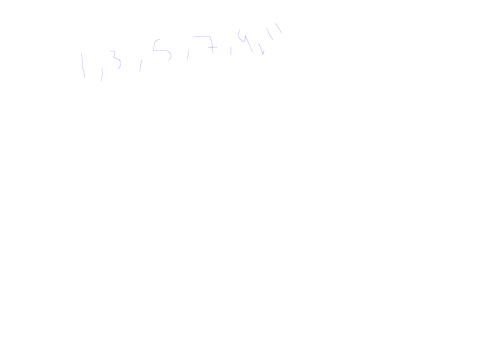 1, 3, 5, 7, 9, 11